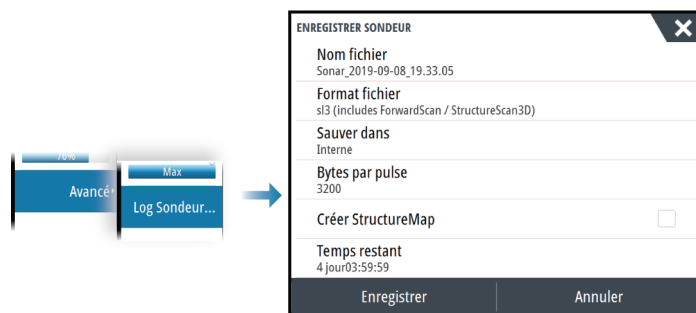 70%
Avancé
Max
Log Sondeur...
ENREGISTRER SONDEUR
Nom fichier
Sonar_2019-09-08_19.33.05
Format fichier
sl3 (includes ForwardScan / StructureScan3D)
Sauver dans
Interne
Bytes par pulse
3200
Créer StructureMap
Temps restant
4 jour03:59:59
Enregistrer
Annuler